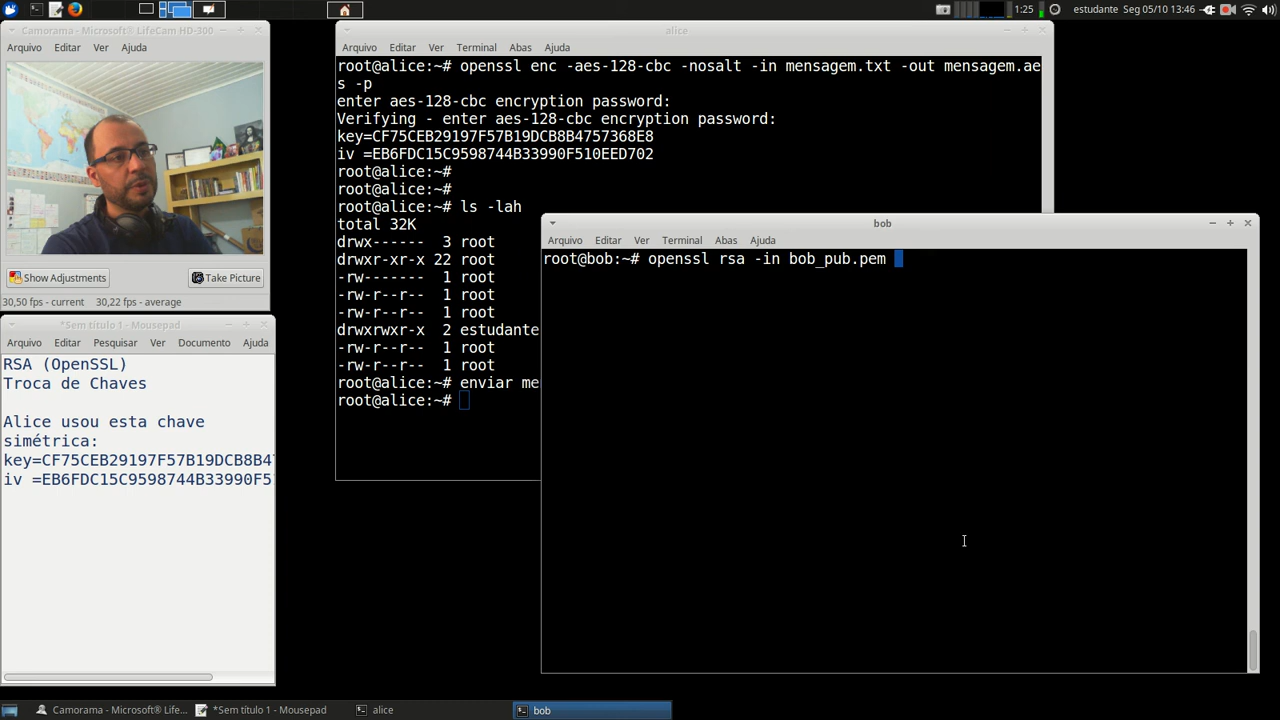 1:25
estudante
Seg 05/10 13:46
Camorama - Microsoft® LifeCam HD-300
Arquivo Editar Ver Ajuda
Show Adjustments
Take Picture
30,50 fps - current 30,22 fps - average
*Sem título 1 - Mousepad
Arquivo Editar Pesquisar Ver Documento Ajuda
RSA (OpenSSL)
Troca de Chaves
Alice usou esta chave
simétrica:
key=CF75CEB29197F57B19DCB8B47
iv =EB6FDC15C9598744B33990F5
alice
Arquivo Editar Ver Terminal Abas Ajuda
root@alice:~# openssl enc -aes-128-cbc -nosalt -in mensagem.txt -out mensagem.ae
s -p
enter aes-128-cbc encryption password:
Verifying - enter aes-128-cbc encryption password:
key=CF75CEB29197F57B19DCB8B4757368E8
iv =EB6FDC15C9598744B33990F510EED702
root@alice:~#
root@alice:~#
root@alice:~# ls -lah
total 32K
drwx------ 3 root
drwxr-xr-x 22 root
-rw------- 1 root
-rw-r--r-- 1 root
-rw-r--r-- 1 root
drwxrwxr-x 2 estudante
-rw-r--r-- 1 root
-rw-r--r-- 1 root
root@alice:~# enviar me
root@alice:~#
bob
Arquivo Editar Ver Terminal Abas Ajuda
root@bob:~# openssl rsa -in bob_pub.pem
Camorama - Microsoft® LifeC...
*Sem título 1 - Mousepad
alice
bob